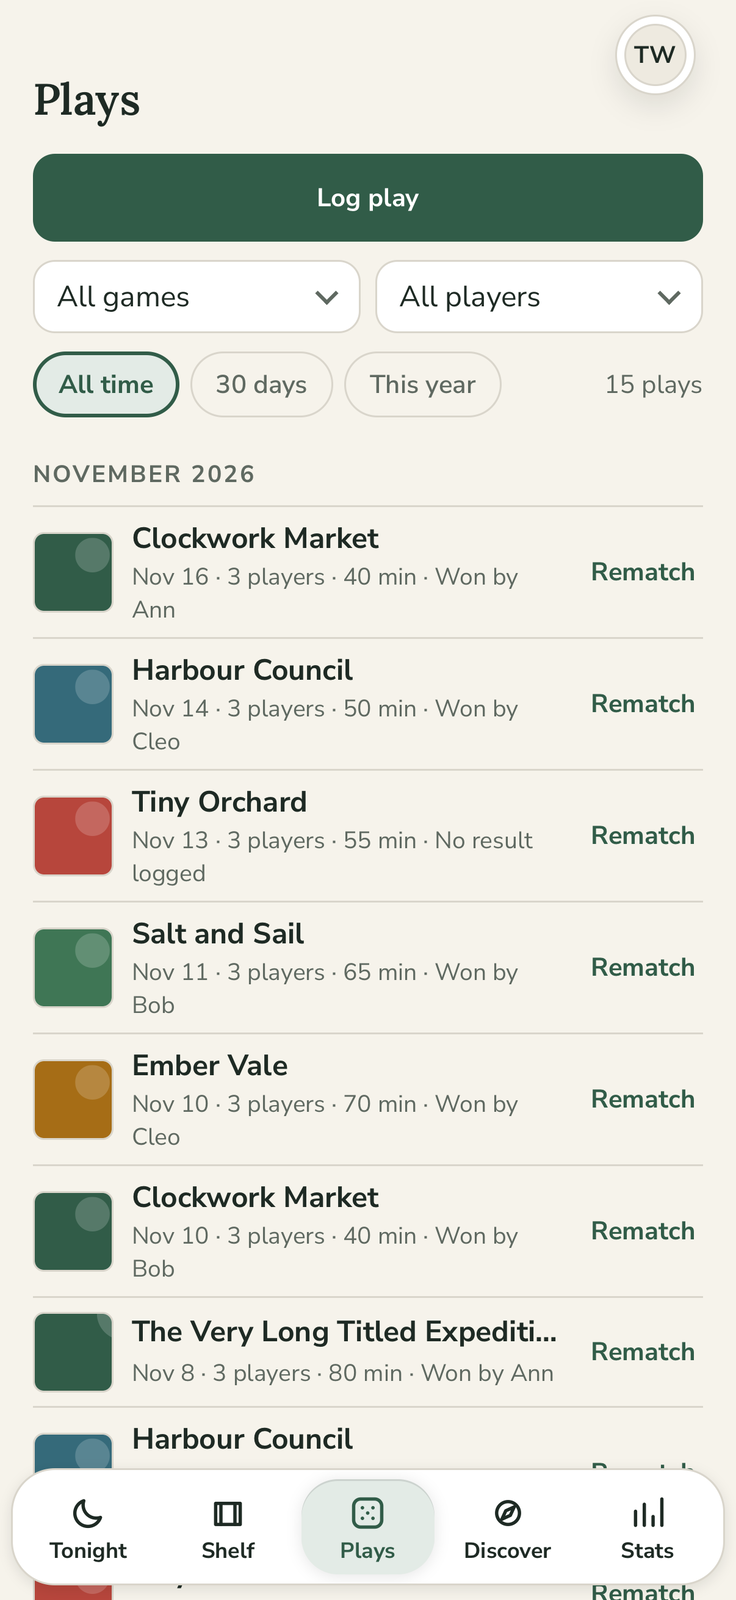 TW
Plays
Log play
All games
All players
All time
30 days
This year
15 plays
NOVEMBER 2026
Clockwork Market
Nov 16 · 3 players · 40 min · Won by
Ann
Rematch
Harbour Council
Nov 14 · 3 players · 50 min · Won by
Cleo
Rematch
Tiny Orchard
Nov 13 · 3 players · 55 min · No result
logged
Rematch
Salt and Sail
Nov 11 · 3 players · 65 min · Won by
Bob
Rematch
Ember Vale
Nov 10 · 3 players · 70 min · Won by
Cleo
Rematch
Clockwork Market
Nov 10 · 3 players · 40 min · Won by
Bob
Rematch
The Very Long Titled Expediti...
Nov 8 · 3 players · 80 min · Won by Ann
Rematch
Harbour Council
Tonight
Shelf
Plays
Discover
Stats
Rematch